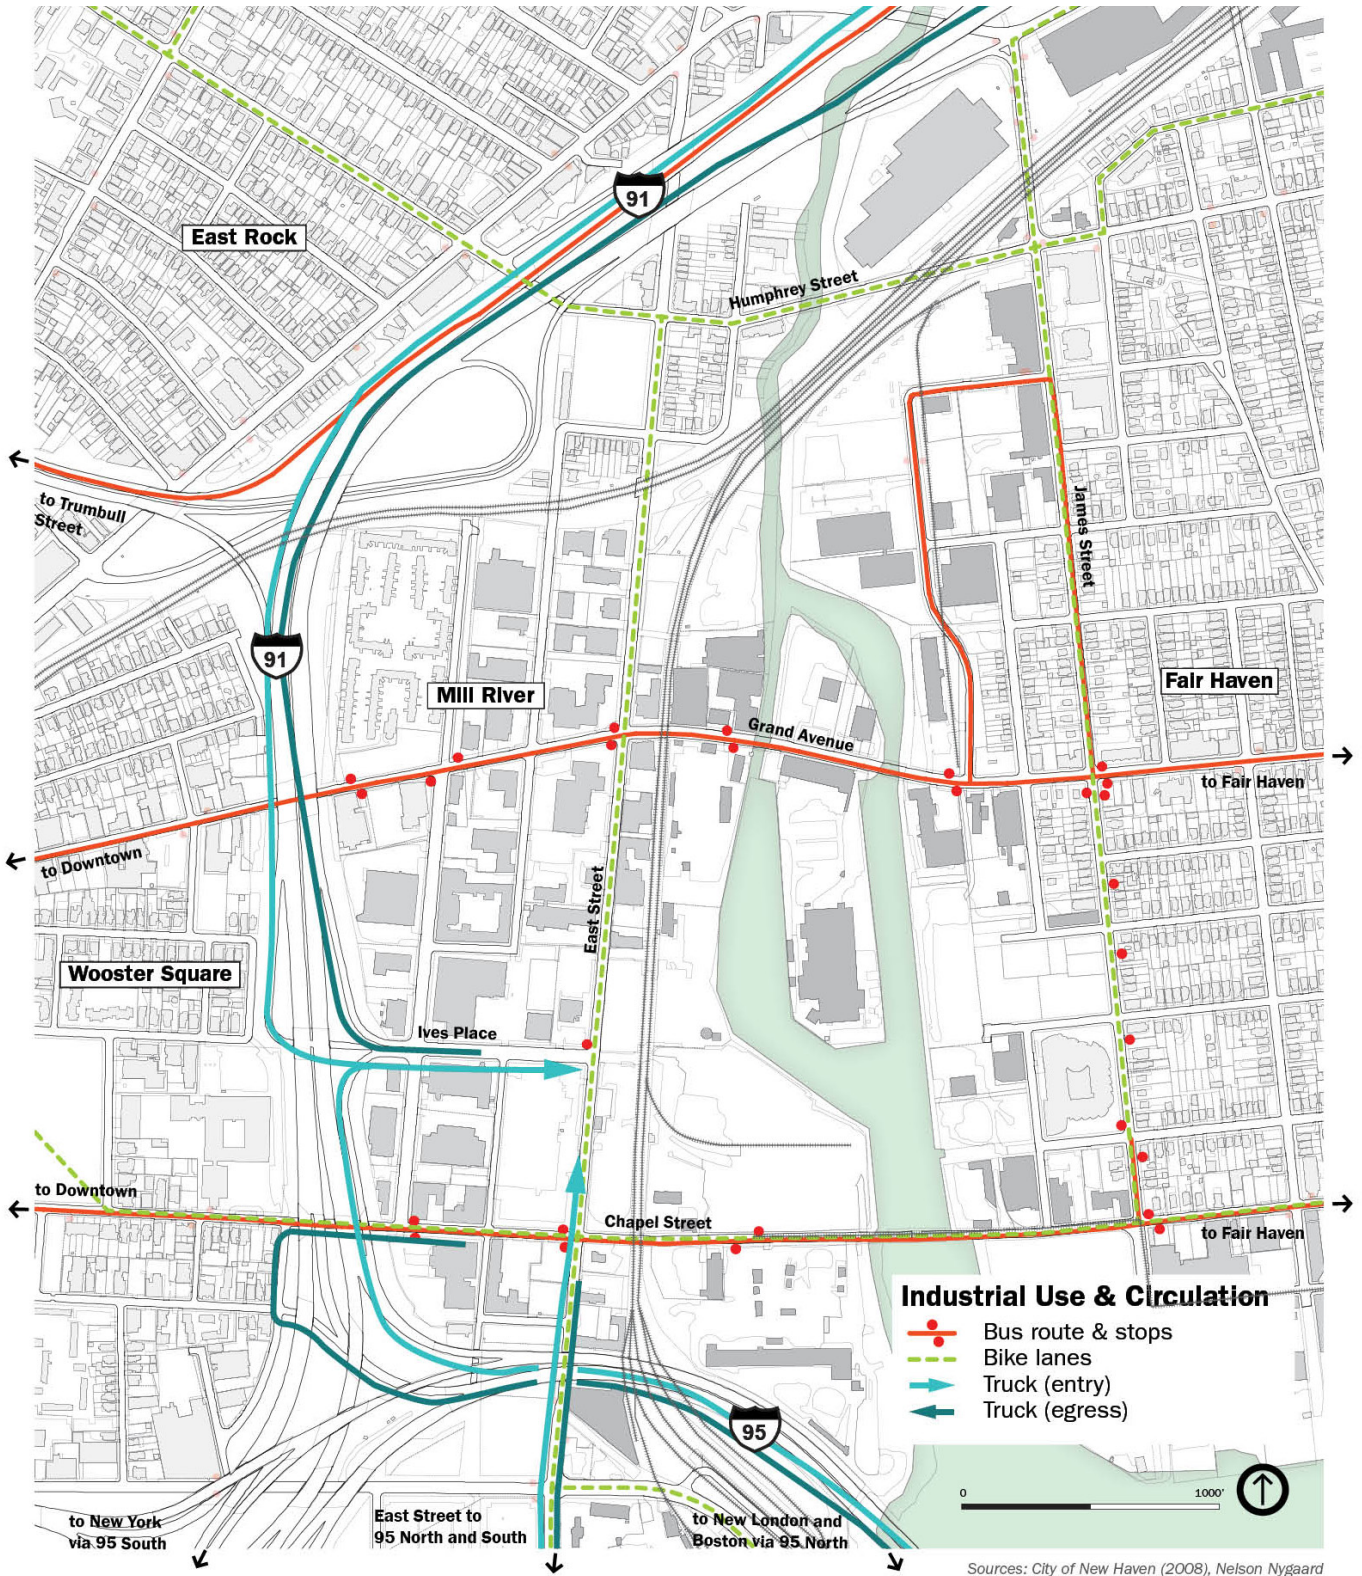 91
East Rock
Humphrey Street
to Trumbull
Street
James Street
91
Mill River
Fair Haven
Grand Avenue
to Fair Haven
to Downtown
East Street
Wooster Square
Ives Place
to Downtown
Chapel Street
to Fair Haven
Industrial Use & Circulation
Bus route & stops
Bike lanes
Truck (entry)
Truck (egress)
95
0 1000'
to New York
via 95 South
East Street to
95 North and South
to New London and
Boston via 95 North
Sources: City of New Haven (2008), Nelson Nygaard